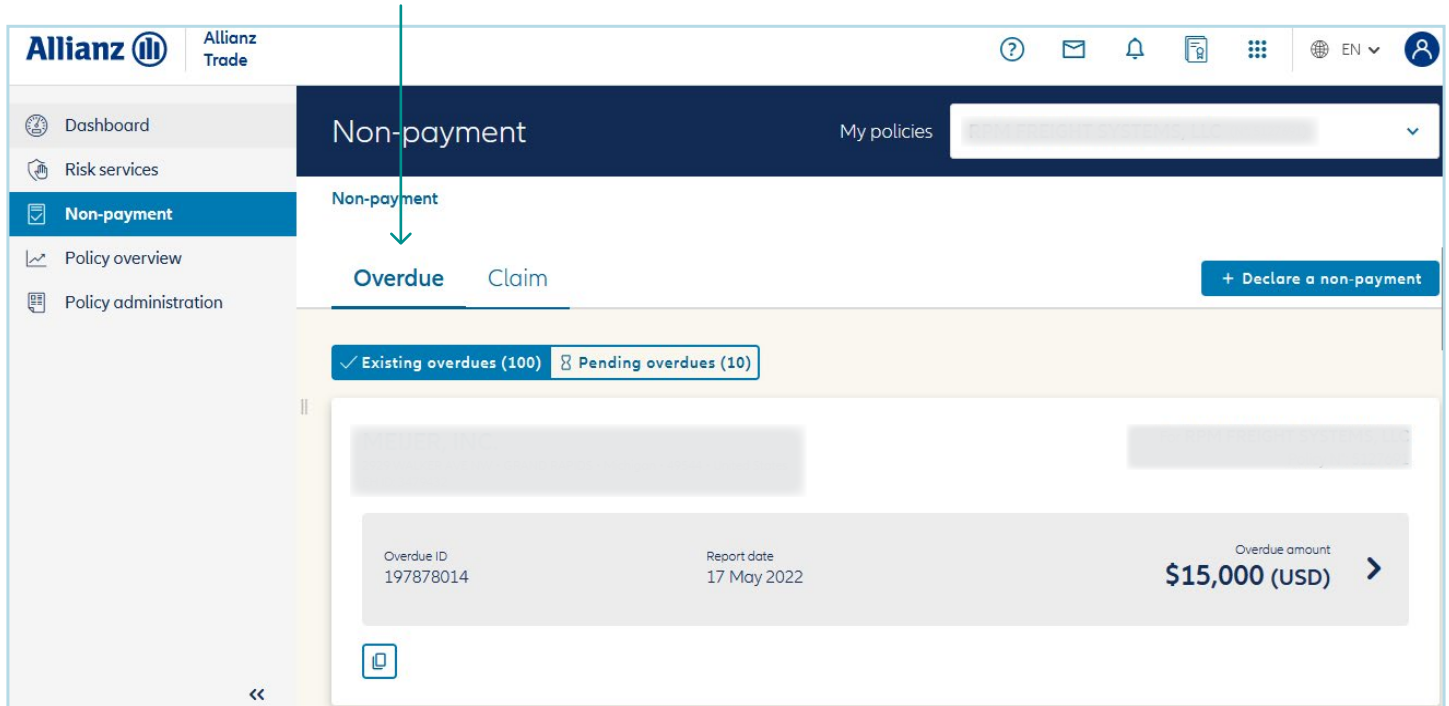 Allianz
Allianz
Trade
EN
Dashboard
Risk services
Non-payment
Policy overview
Policy administration
Non-payment
My policies
Non-payment
Overdue
Claim
+ Declare a non-payment
Existing overdues (100)
Pending overdues (10)
Overdue ID
197878014
Report date
17 May 2022
Overdue amount
$15,000 (USD)